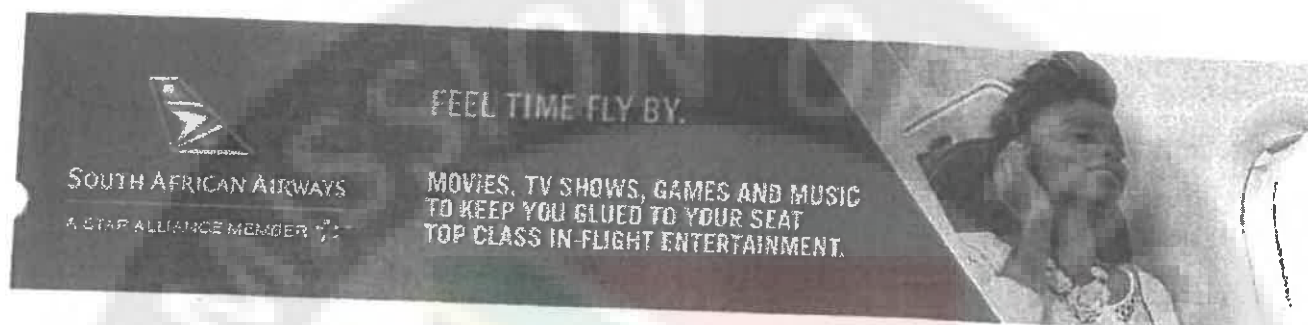 FEEL TIME FLY BY.
SOUTH AFRICAN AIRWAYS
A STAR ALLIANCE MEMBER
MOVIES, TV SHOWS, GAMES AND MUSIC
TO KEEP YOU GLUED TO YOUR SEAT
TOP CLASS IN-FLIGHT ENTERTAINMENT.